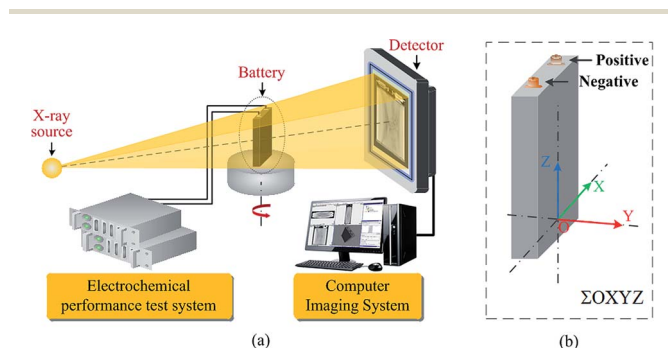 Detector
Battery
X-ray
source
Electrochemical
performance test system
Computer
Imaging System
(a)
Positive
Negative
Z
X
Y
O
ΣOXYZ
(b)